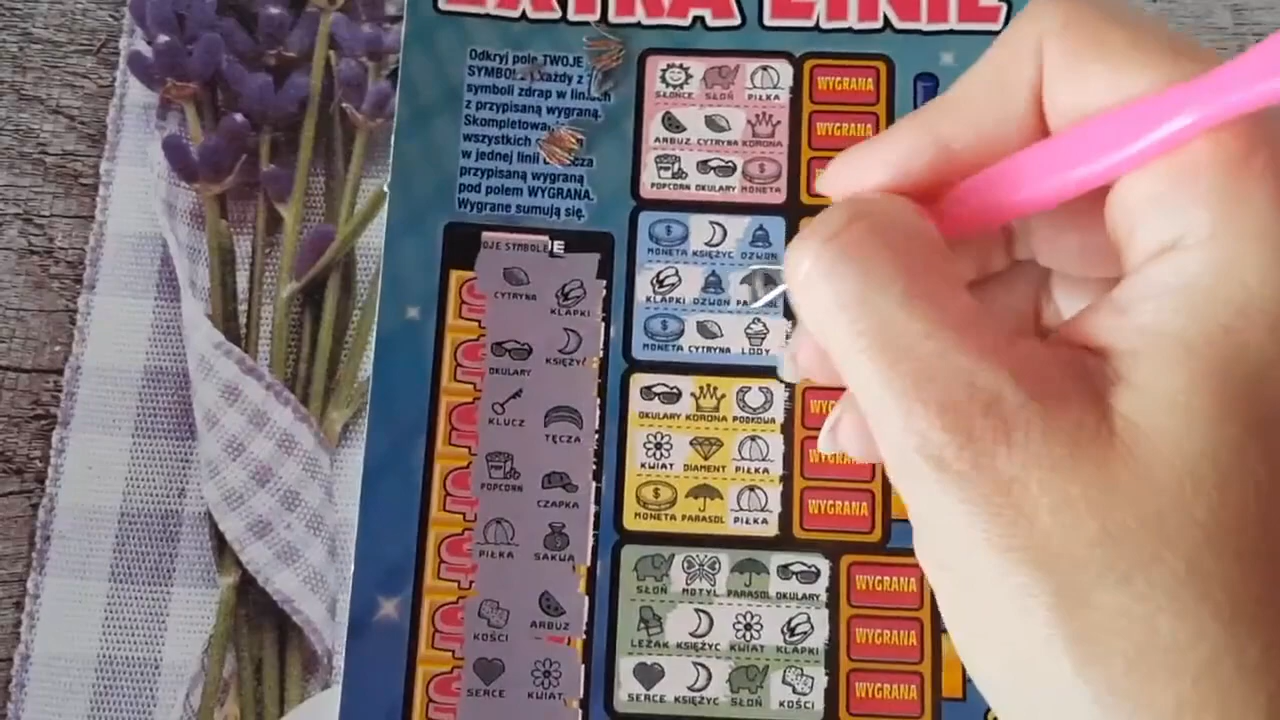 EXTRA LINIE
Odkryj pole TWOJE
symboli zdrap w liniach
z przypisaną wygraną.
wszystkich
w jednej linii
przypisaną wygraną
pod polem WYGRANA.
Wygrane sumują się.
OJE SYMBOLE E
CYTRYNA KLAPKI
OKULARY KSIĘŻYC
KLUCZ TĘCZA
POPCORN CZAPKA
PIŁKA SAKWA
KOŚCI ARBUZ
SERCE KWIAT
SŁOŃCE SŁOŃ PIŁKA WYGRANA
ARBUZ CYTRYNA KORONA WYGRANA
POPCORN OKULARY MONETA
MONETA KSIĘŻYC DZWON
KLAPKI DZWON PARASOL
MONETA CYTRYNA LODY
OKULARY KORONA PODKOWA
KWIAT DIAMENT PIŁKA WYGRANA
MONETA PARASOL PIŁKA WYGRANA
SŁOŃ MOTYL PARASOL OKULARY WYGRANA
LEŻAK KSIĘŻYC KWIAT KLAPKI WYGRANA
SERCE KSIĘŻYC SŁOŃ KOŚCI WYGRANA